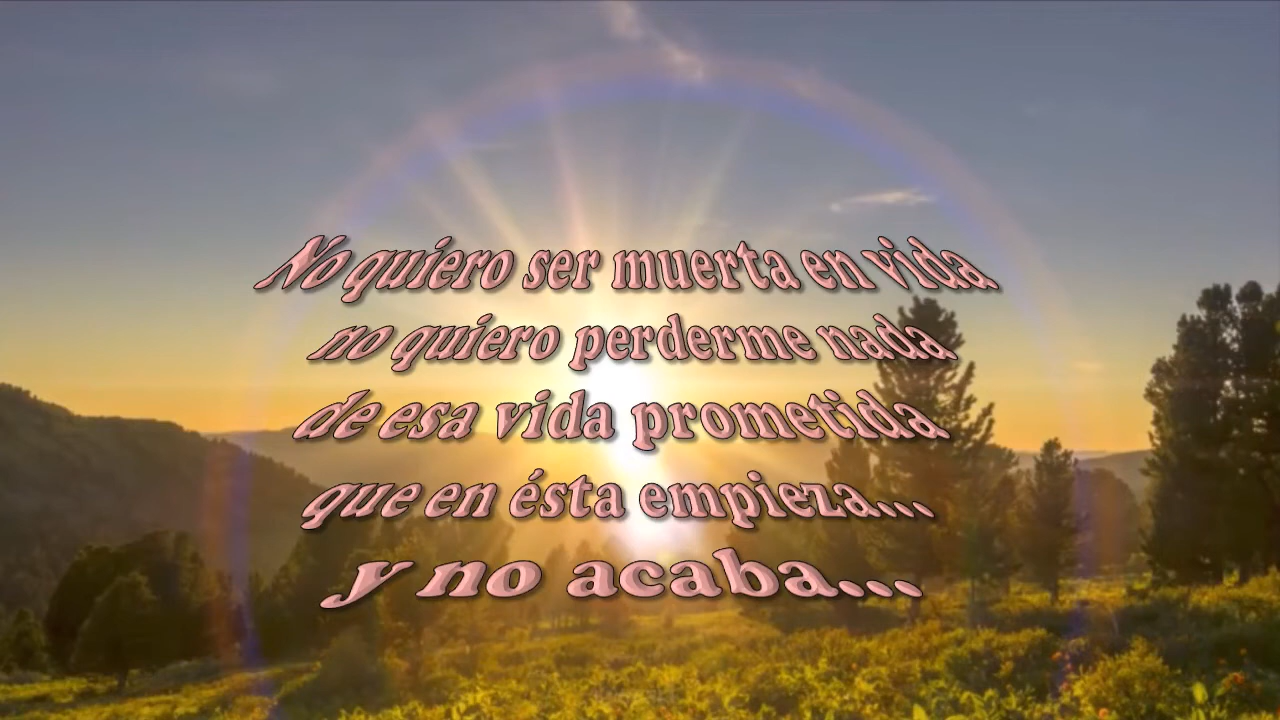 No quiero ser muerta en vida
no quiero perderme nada
de esa vida prometida
que en ésta empieza...
y no acaba...